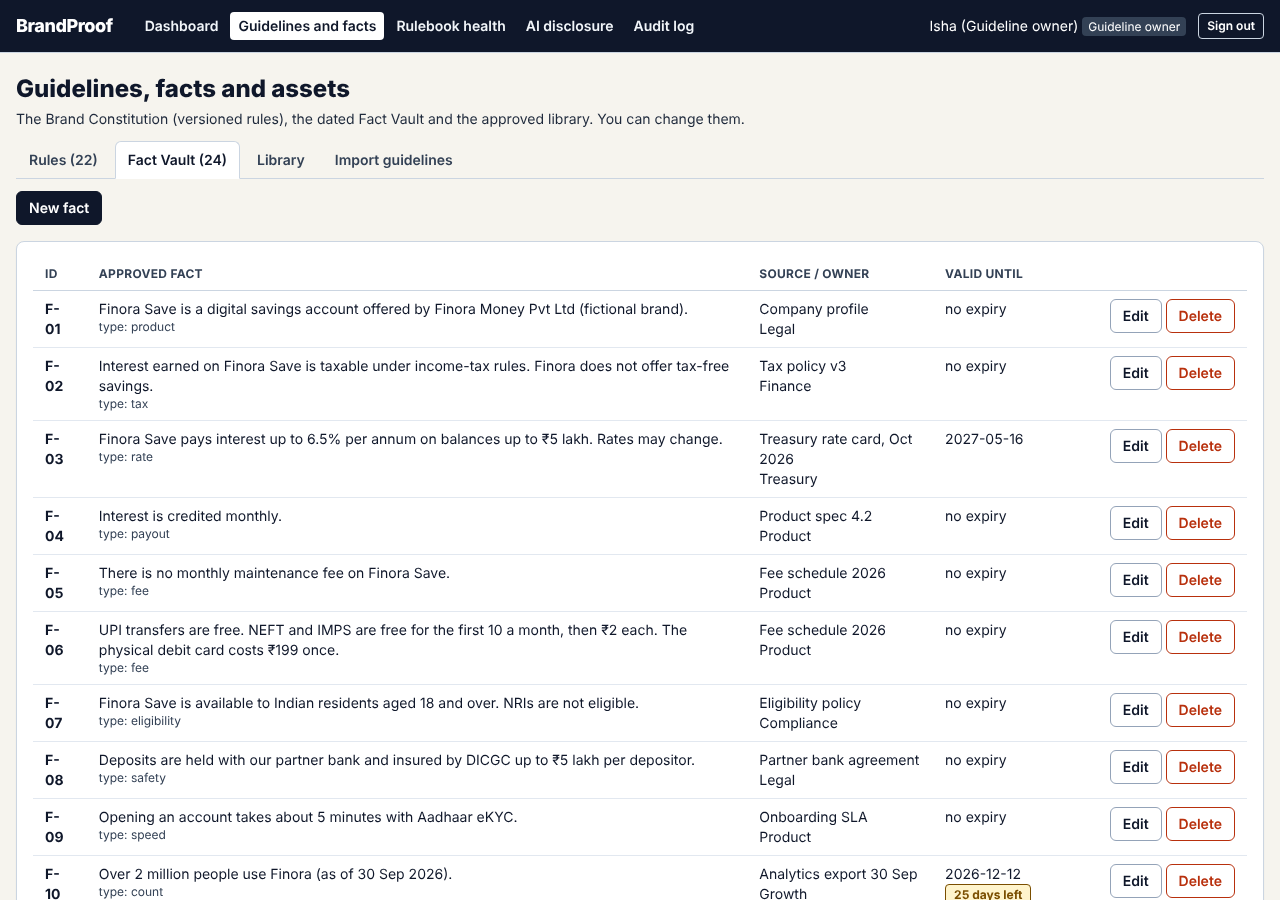 BrandProof Dashboard Guidelines and facts Rulebook health AI disclosure Audit log Isha (Guideline owner) Guideline owner Sign out
Guidelines, facts and assets
The Brand Constitution (versioned rules), the dated Fact Vault and the approved library. You can change them.
Rules (22) Fact Vault (24) Library Import guidelines
New fact
ID APPROVED FACT SOURCE / OWNER VALID UNTIL
F-01 Finora Save is a digital savings account offered by Finora Money Pvt Ltd (fictional brand). Company profile no expiry Edit Delete
type: product Legal
F-02 Interest earned on Finora Save is taxable under income-tax rules. Finora does not offer tax-free Tax policy v3 no expiry Edit Delete
savings. Finance
type: tax
F-03 Finora Save pays interest up to 6.5% per annum on balances up to ₹5 lakh. Rates may change. Treasury rate card, Oct 2027-05-16 Edit Delete
type: rate 2026
Treasury
F-04 Interest is credited monthly. Product spec 4.2 no expiry Edit Delete
type: payout Product
F-05 There is no monthly maintenance fee on Finora Save. Fee schedule 2026 no expiry Edit Delete
type: fee Product
F-06 UPI transfers are free. NEFT and IMPS are free for the first 10 a month, then ₹2 each. The Fee schedule 2026 no expiry Edit Delete
physical debit card costs ₹199 once. Product
type: fee
F-07 Finora Save is available to Indian residents aged 18 and over. NRIs are not eligible. Eligibility policy no expiry Edit Delete
type: eligibility Compliance
F-08 Deposits are held with our partner bank and insured by DICGC up to ₹5 lakh per depositor. Partner bank agreement no expiry Edit Delete
type: safety Legal
F-09 Opening an account takes about 5 minutes with Aadhaar eKYC. Onboarding SLA no expiry Edit Delete
type: speed Product
F-10 Over 2 million people use Finora (as of 30 Sep 2026). Analytics export 30 Sep 2026-12-12 Edit Delete
type: count Growth 25 days left